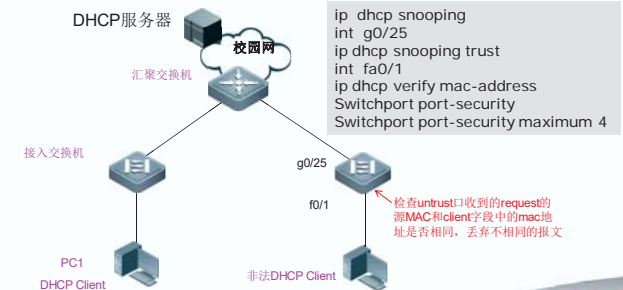 DHCP服务器
校园网
汇聚交换机
ip dhcp snooping
int g0/25
ip dhcp snooping trust
int fa0/1
ip dhcp verify mac-address
Switchport port-security
Switchport port-security maximum 4
接入交换机
g0/25
f0/1
检查untrust口收到的request的
源MAC和client字段中的mac地
址是否相同，丢弃不相同的报文
PC1
DHCP Client
非法DHCP Client